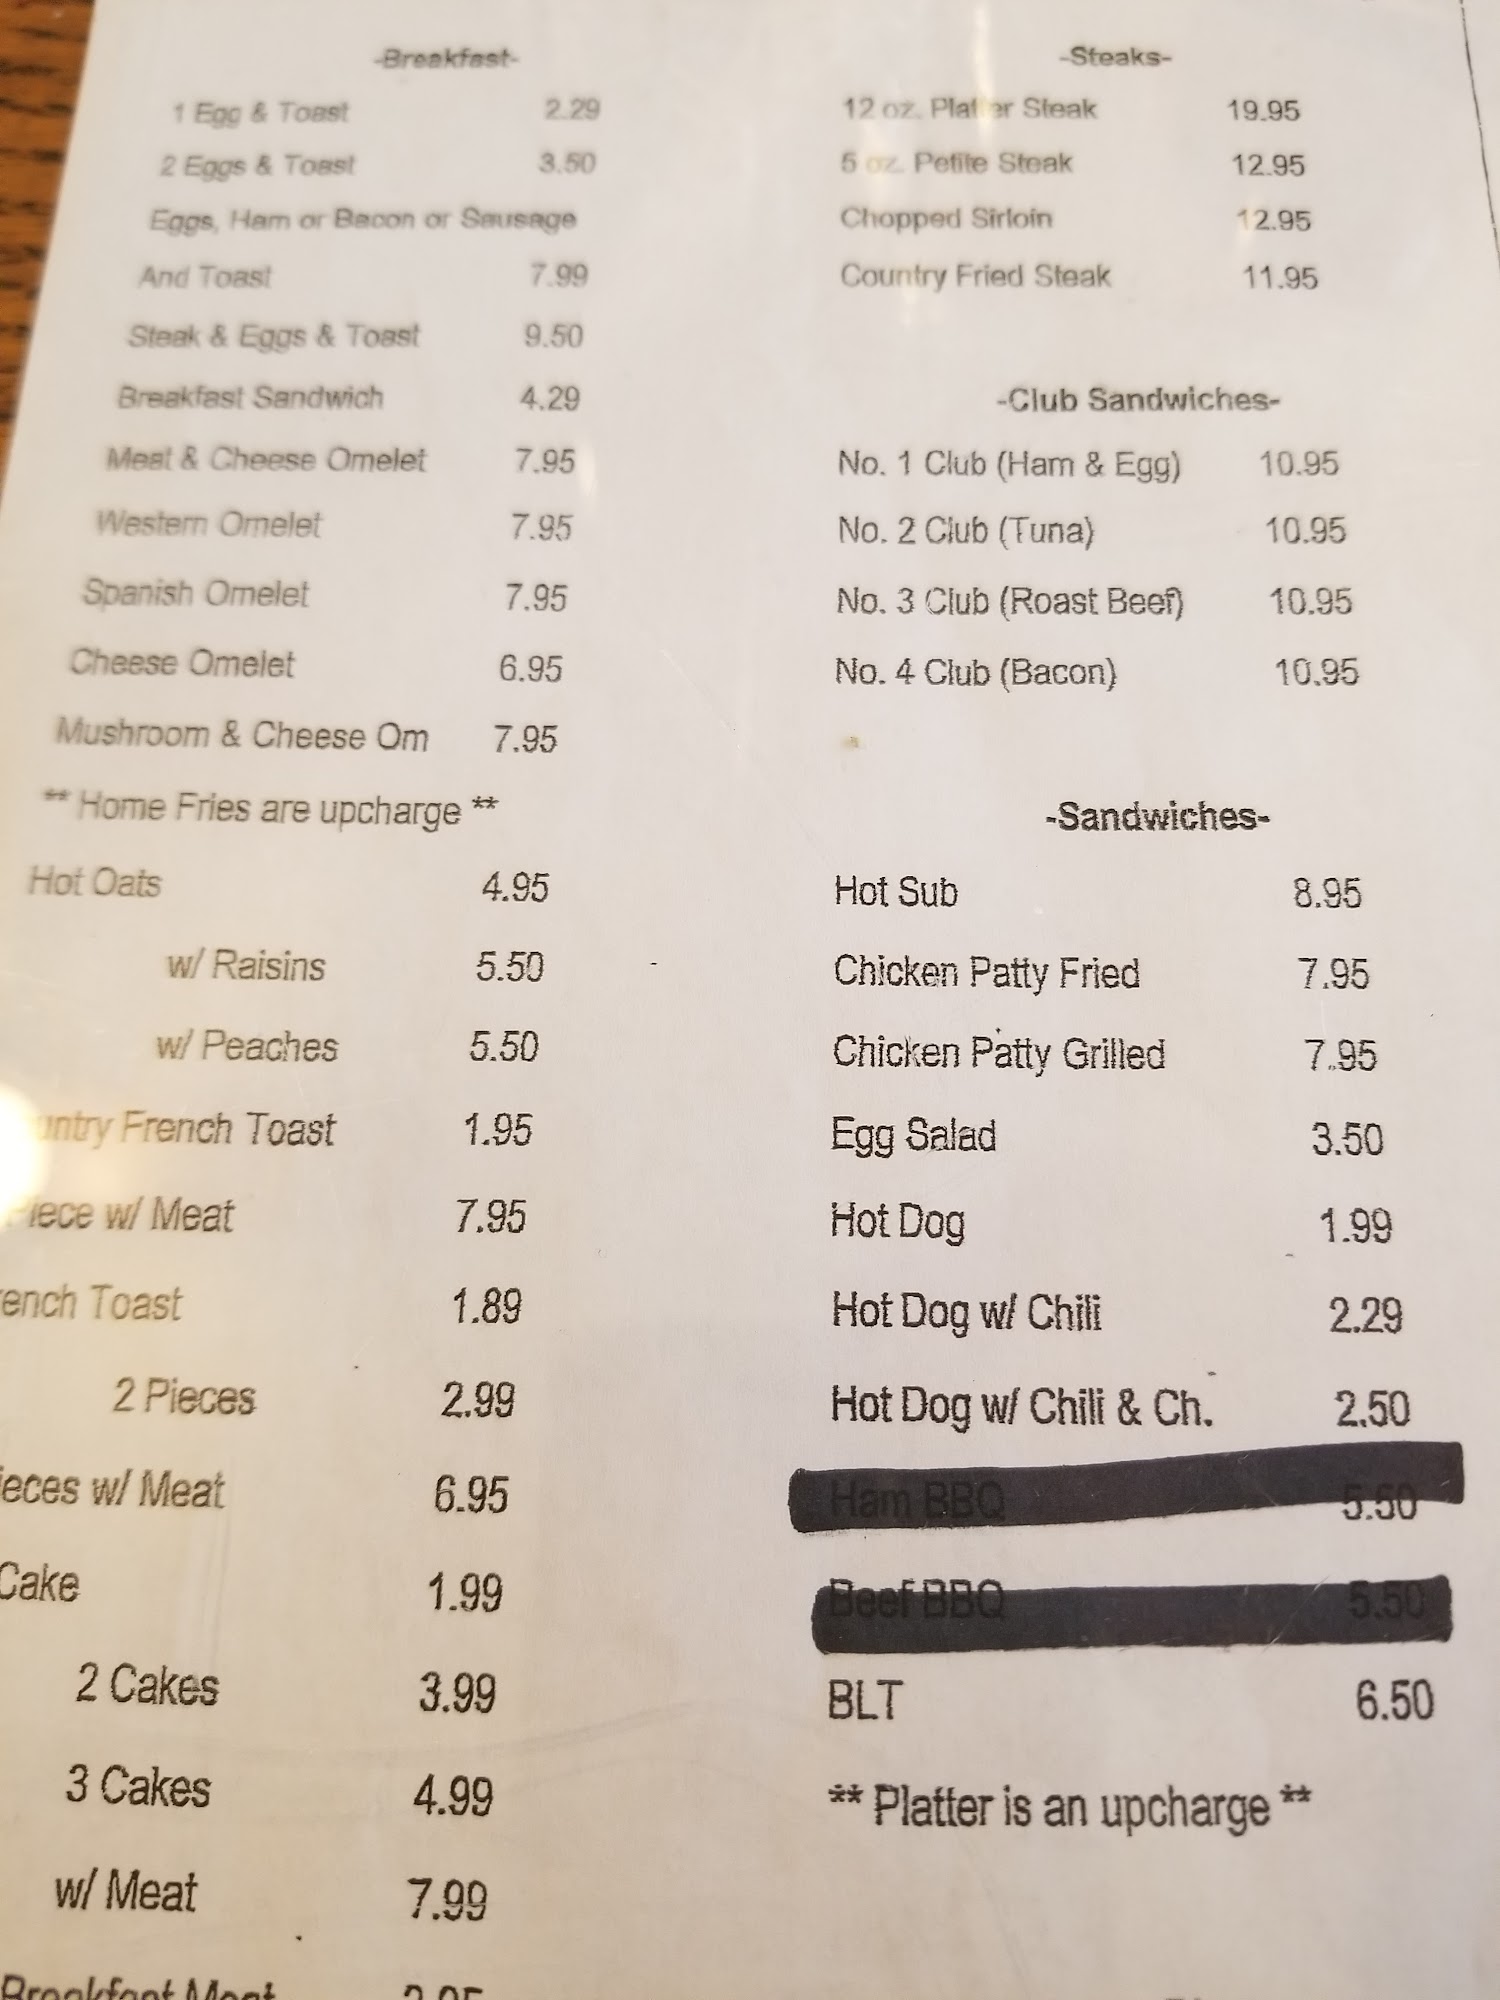 -Breakfast-
1 Egg & Toast 2.29
2 Eggs & Toast 3.50
Eggs, Ham or Bacon or Sausage
And Toast 7.99
Steak & Eggs & Toast 9.50
Breakfast Sandwich 4.29
Meat & Cheese Omelet 7.95
Western Omelet 7.95
Spanish Omelet 7.95
Cheese Omelet 6.95
Mushroom & Cheese Om 7.95
** Home Fries are upcharge **
Hot Oats 4.95
w/ Raisins 5.50
w/ Peaches 5.50
untry French Toast 1.95
Piece w/ Meat 7.95
ench Toast 1.89
2 Pieces 2.99
ieces w/ Meat 6.95
Cake 1.99
2 Cakes 3.99
3 Cakes 4.99
w/ Meat 7.99
Breakfast Meat
-Steaks-
12 oz. Platter Steak 19.95
5 oz. Petite Steak 12.95
Chopped Sirloin 12.95
Country Fried Steak 11.95
-Club Sandwiches-
No. 1 Club (Ham & Egg) 10.95
No. 2 Club (Tuna) 10.95
No. 3 Club (Roast Beef) 10.95
No. 4 Club (Bacon) 10.95
-Sandwiches-
Hot Sub 8.95
Chicken Patty Fried 7.95
Chicken Patty Grilled 7.95
Egg Salad 3.50
Hot Dog 1.99
Hot Dog w/ Chili 2.29
Hot Dog w/ Chili & Ch. 2.50
Ham BBQ 5.50
Beef BBQ 5.50
BLT 6.50
** Platter is an upcharge **